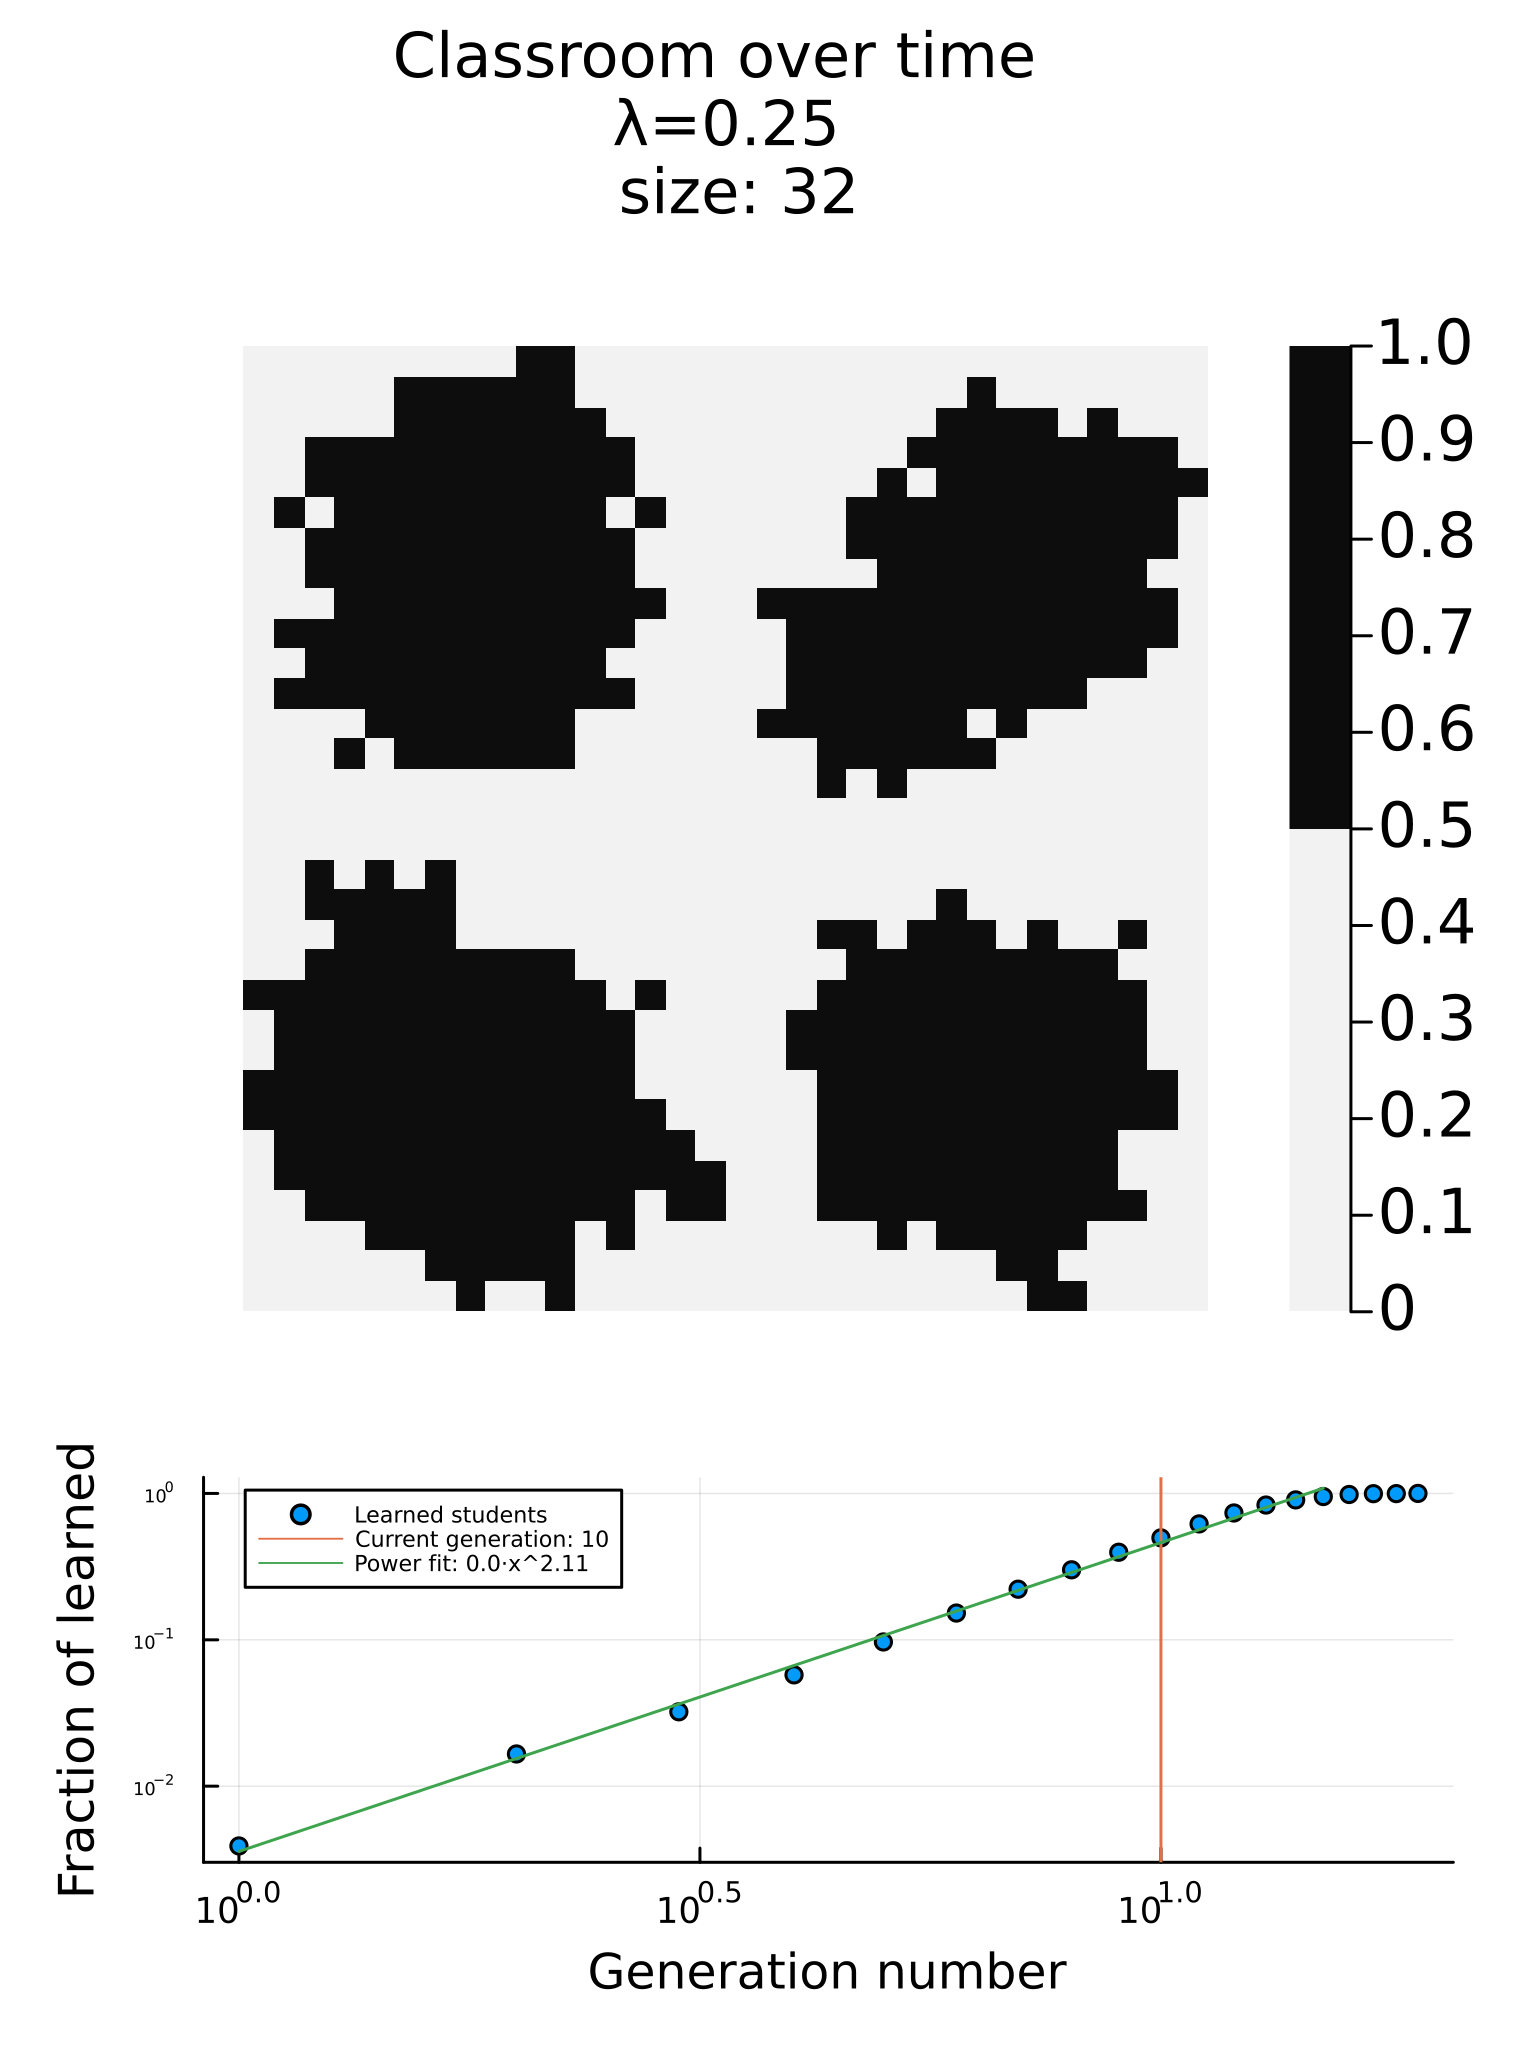 Classroom over time
λ=0.25
size: 32
1.0
0.9
0.8
0.7
0.6
0.5
0.4
0.3
0.2
0.1
0
Fraction of learned
10^0
10^−1
10^−2
Learned students
Current generation: 10
Power fit: 0.0·x^2.11
10^0.0
10^0.5
10^1.0
Generation number